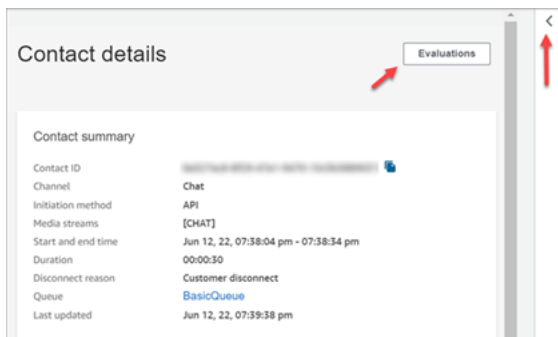 Contact details
Evaluations
Contact summary
Contact ID
Channel Chat
Initiation method API
Media streams [CHAT]
Start and end time Jun 12, 22, 07:38:04 pm - 07:38:34 pm
Duration 00:00:30
Disconnect reason Customer disconnect
Queue BasicQueue
Last updated Jun 12, 22, 07:39:38 pm